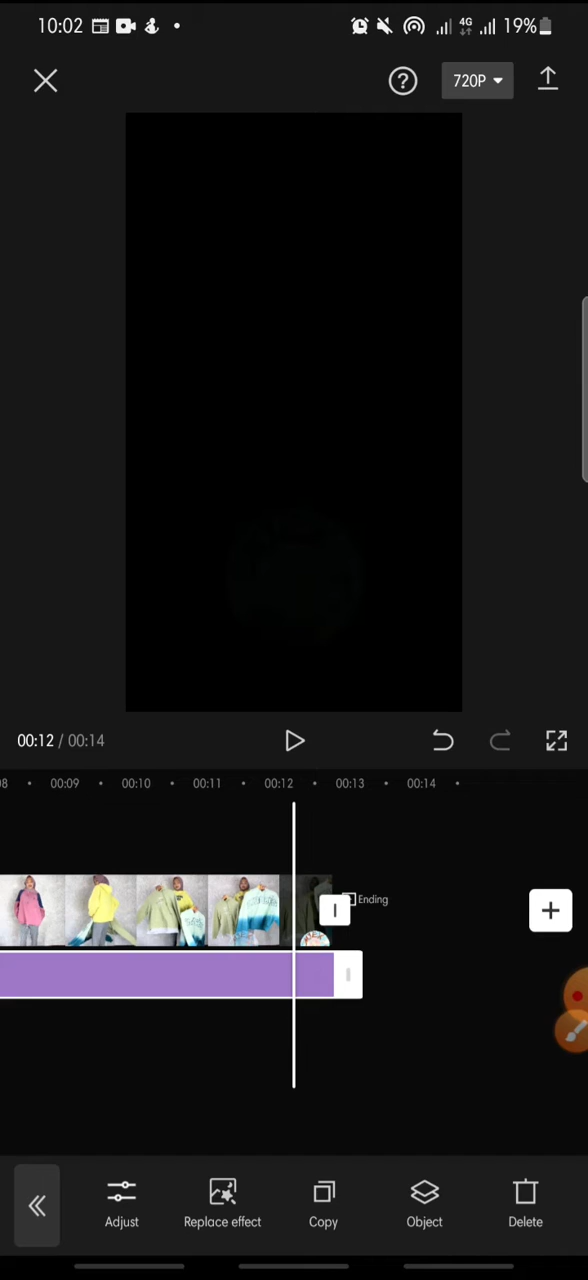 10:02
4G
19%
720P
00:12 / 00:14
00:09
00:10
00:11
00:12
00:13
00:14
Ending
Adjust
Replace effect
Copy
Object
Delete